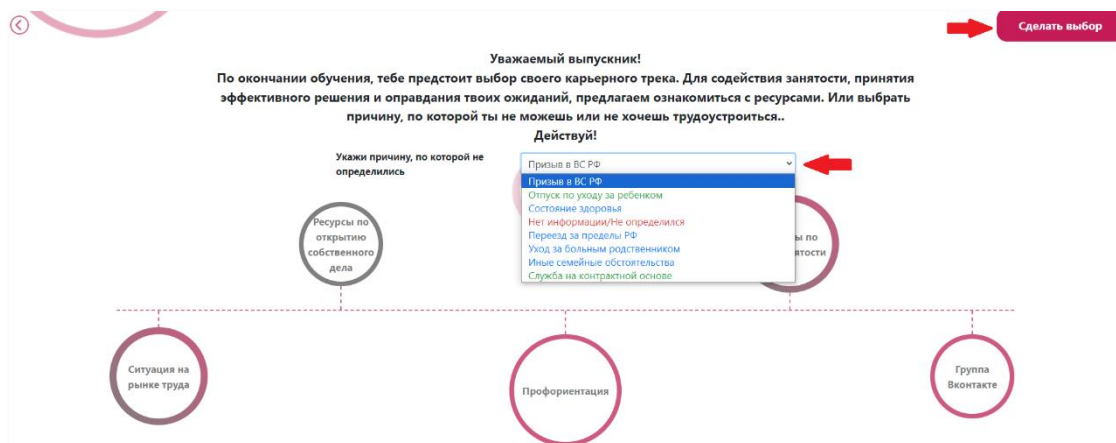 Сделать выбор
Уважаемый выпускник!
По окончании обучения, тебе предстоит выбор своего карьерного трека. Для содействия занятости, принятия
эффективного решения и оправдания твоих ожиданий, предлагаем ознакомиться с ресурсами. Или выбрать
причину, по которой ты не можешь или не хочешь трудоустроиться..
Действуй!
Укажи причину, по которой не
определились
Призыв в ВС РФ
Призыв в ВС РФ
Отпуск по уходу за ребенком
Состояние здоровья
Нет информации/Не определился
Переезд за пределы РФ
Уход за больным родственником
Иные семейные обстоятельства
Служба на контрактной основе
Ресурсы по
открытию
собственного
дела
ы по
ятости
Ситуация на
рынке труда
Профориентация
Группа
Вконтакте